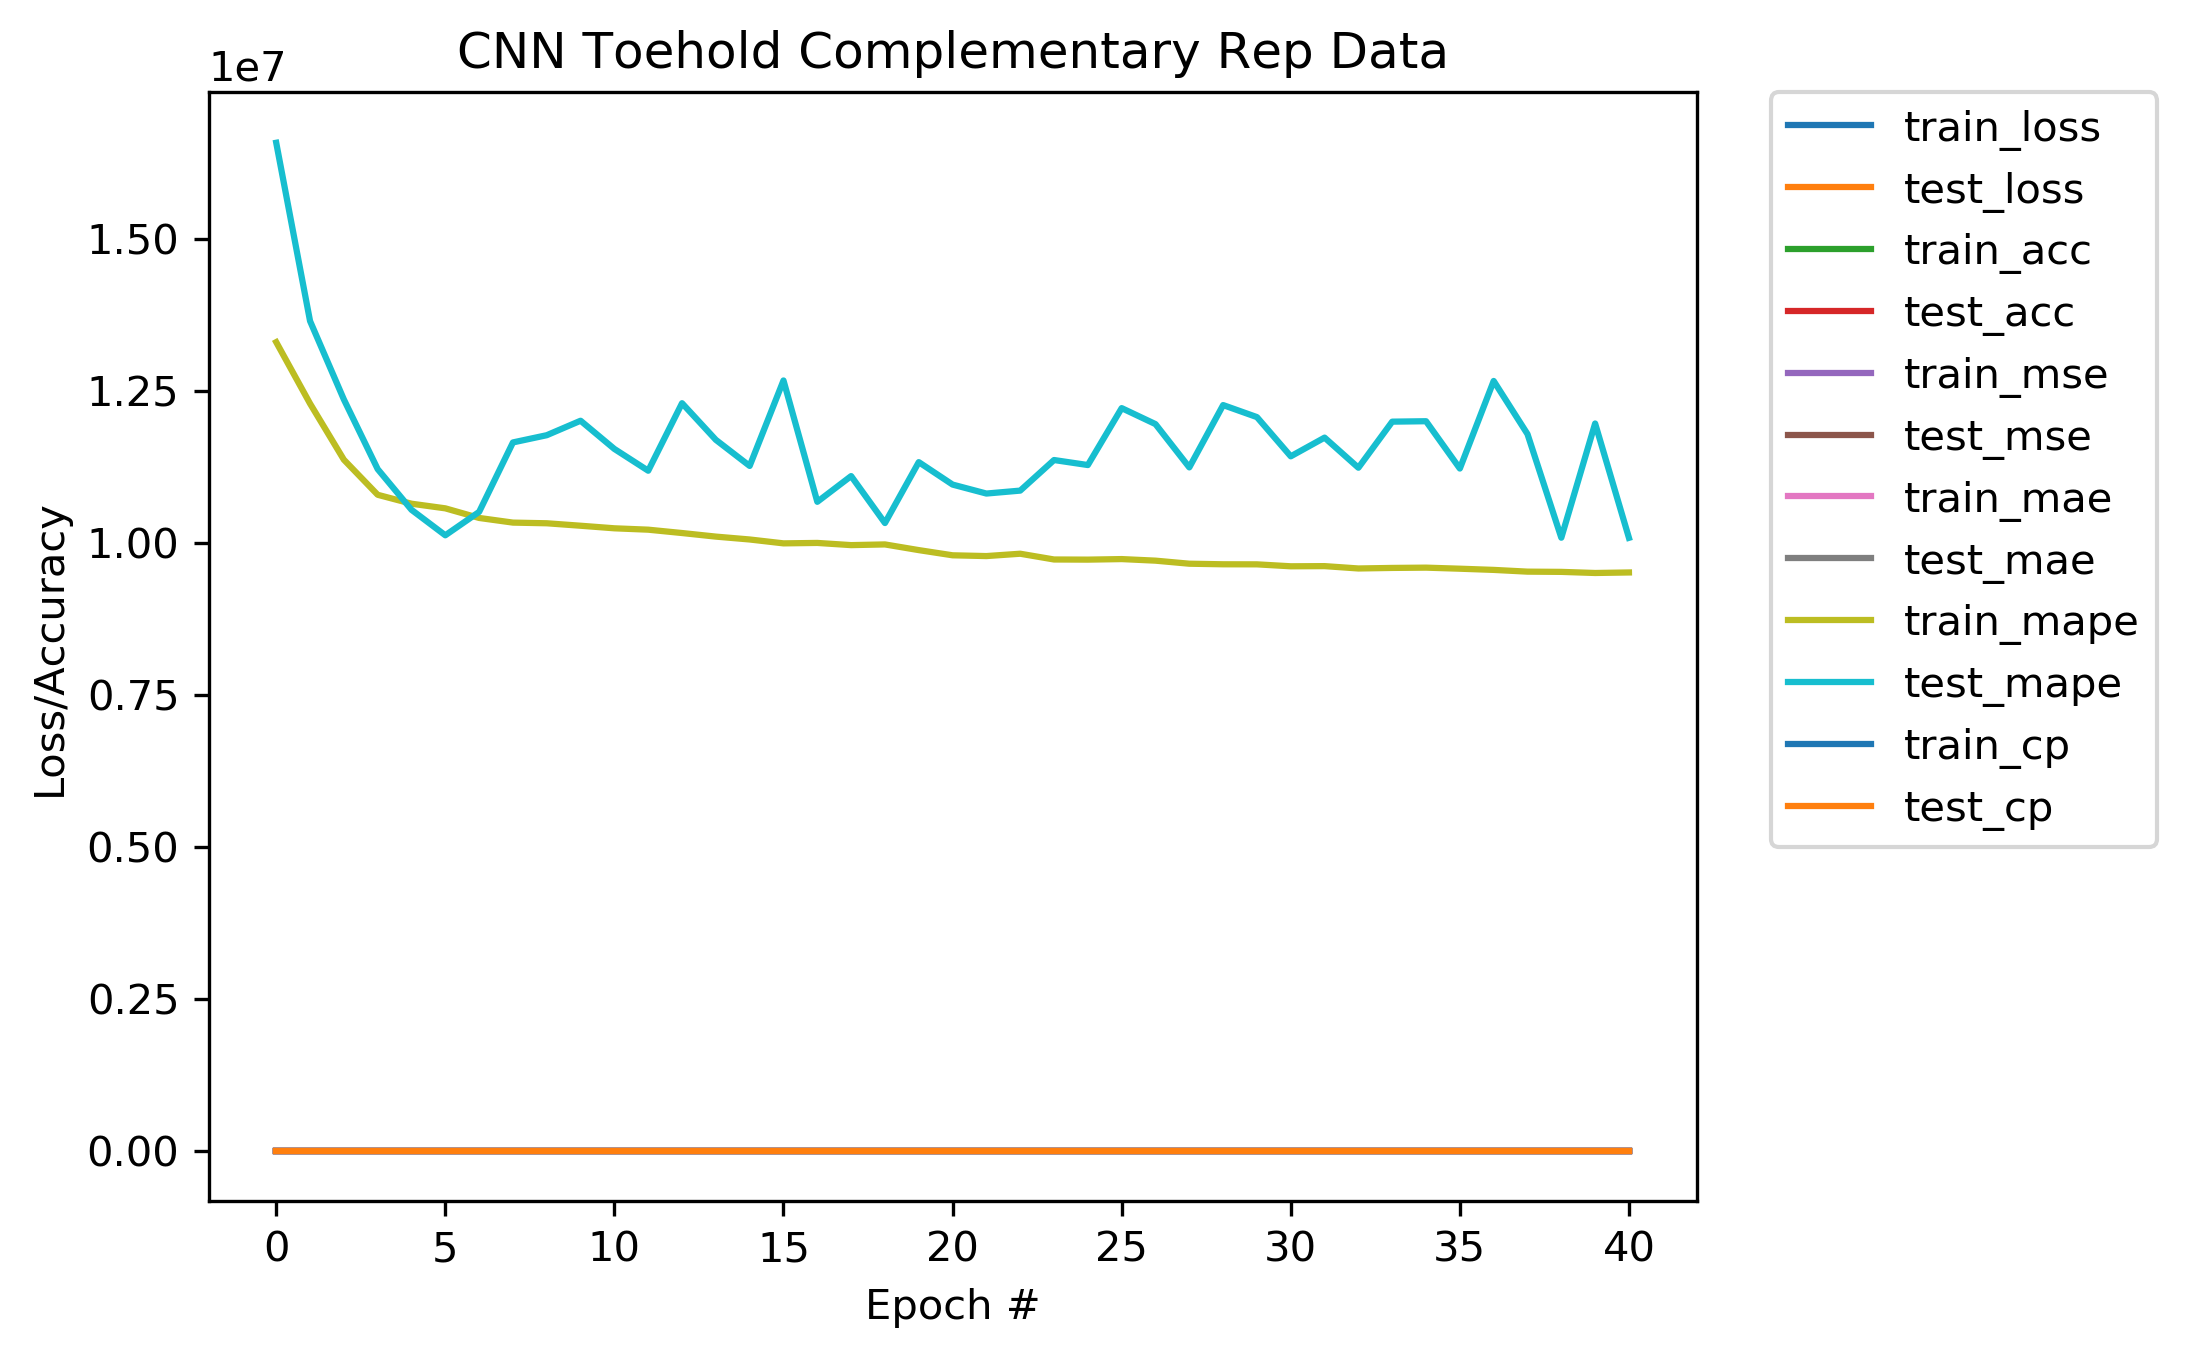 CNN Toehold Complementary Rep Data
1e7
1.50
1.25
1.00
0.75
0.50
0.25
0.00
Loss/Accuracy
0 5 10 15 20 25 30 35 40
Epoch #
train_loss
test_loss
train_acc
test_acc
train_mse
test_mse
train_mae
test_mae
train_mape
test_mape
train_cp
test_cp